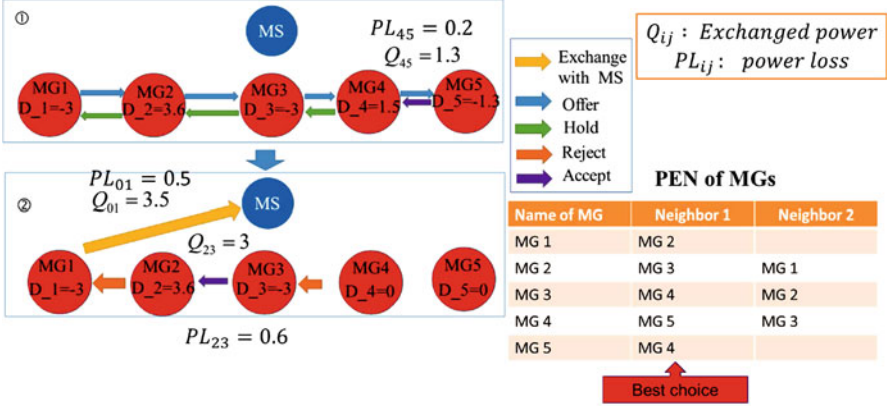 ①
MS
PL₄₅ = 0.2
Q₄₅ = 1.3
MG1
D_1=-3
MG2
D_2=3.6
MG3
D_3=-3
MG4
D_4=1.5
MG5
D_5=-1.3
②
PL₀₁ = 0.5
Q₀₁ = 3.5
MS
Q₂₃ = 3
MG1
D_1=-3
MG2
D_2=3.6
MG3
D_3=-3
MG4
D_4=0
MG5
D_5=0
PL₂₃ = 0.6
Exchange
with MS
Offer
Hold
Reject
Accept
Qᵢⱼ : Exchanged power
PLᵢⱼ : power loss
PEN of MGs
Name of MG Neighbor 1 Neighbor 2
MG 1 MG 2
MG 2 MG 3 MG 1
MG 3 MG 4 MG 2
MG 4 MG 5 MG 3
MG 5 MG 4
Best choice